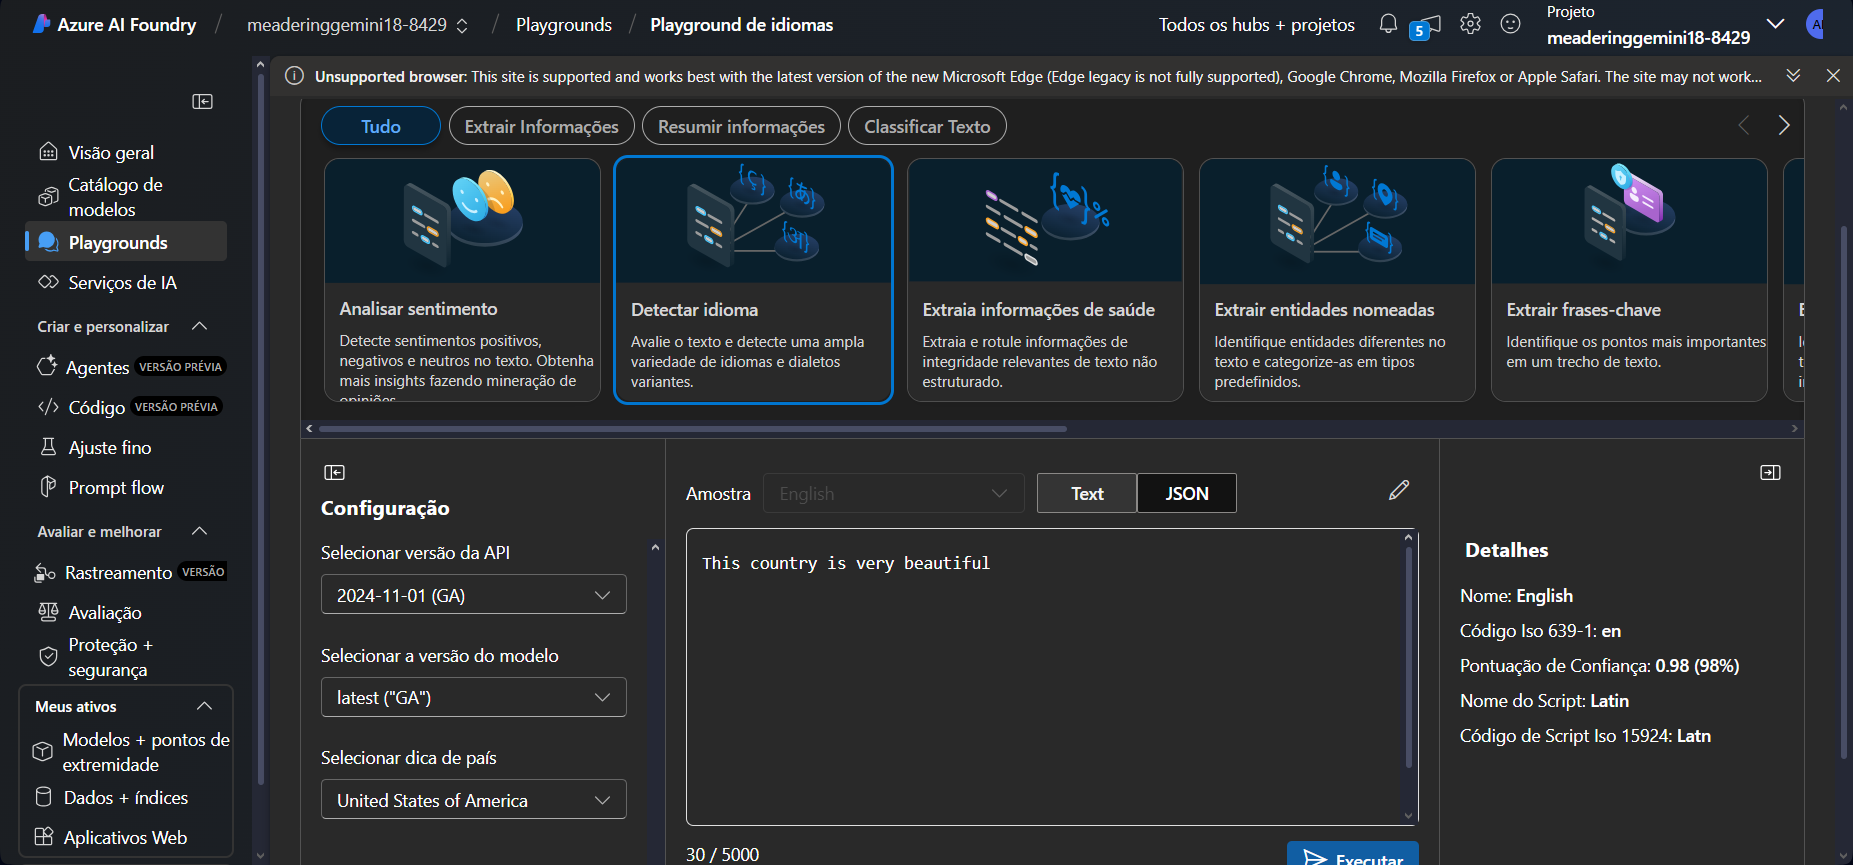 Azure AI Foundry / meaderinggemini18-8429 / Playgrounds / Playground de idiomas
Todos os hubs + projetos
5
Projeto
meaderinggemini18-8429
AI
Unsupported browser: This site is supported and works best with the latest version of the new Microsoft Edge (Edge legacy is not fully supported), Google Chrome, Mozilla Firefox or Apple Safari. The site may not work...
Visão geral
Catálogo de
modelos
Playgrounds
Serviços de IA
Criar e personalizar
Agentes VERSÃO PRÉVIA
Código VERSÃO PRÉVIA
Ajuste fino
Prompt flow
Avaliar e melhorar
Rastreamento VERSÃO
Avaliação
Proteção +
segurança
Meus ativos
Modelos + pontos de
extremidade
Dados + índices
Aplicativos Web
Tudo
Extrair Informações
Resumir informações
Classificar Texto
Analisar sentimento
Detecte sentimentos positivos,
negativos e neutros no texto. Obtenha
mais insights fazendo mineração de
opiniões.
Detectar idioma
Avalie o texto e detecte uma ampla
variedade de idiomas e dialetos
variantes.
Extraia informações de saúde
Extraia e rotule informações de
integridade relevantes de texto não
estruturado.
Extrair entidades nomeadas
Identifique entidades diferentes no
texto e categorize-as em tipos
predefinidos.
Extrair frases-chave
Identifique os pontos mais importantes
em um trecho de texto.
Configuração
Selecionar versão da API
2024-11-01 (GA)
Selecionar a versão do modelo
latest ("GA")
Selecionar dica de país
United States of America
Amostra
English
Text
JSON
This country is very beautiful
30 / 5000
Executar
Detalhes
Nome: English
Código Iso 639-1: en
Pontuação de Confiança: 0.98 (98%)
Nome do Script: Latin
Código de Script Iso 15924: Latn